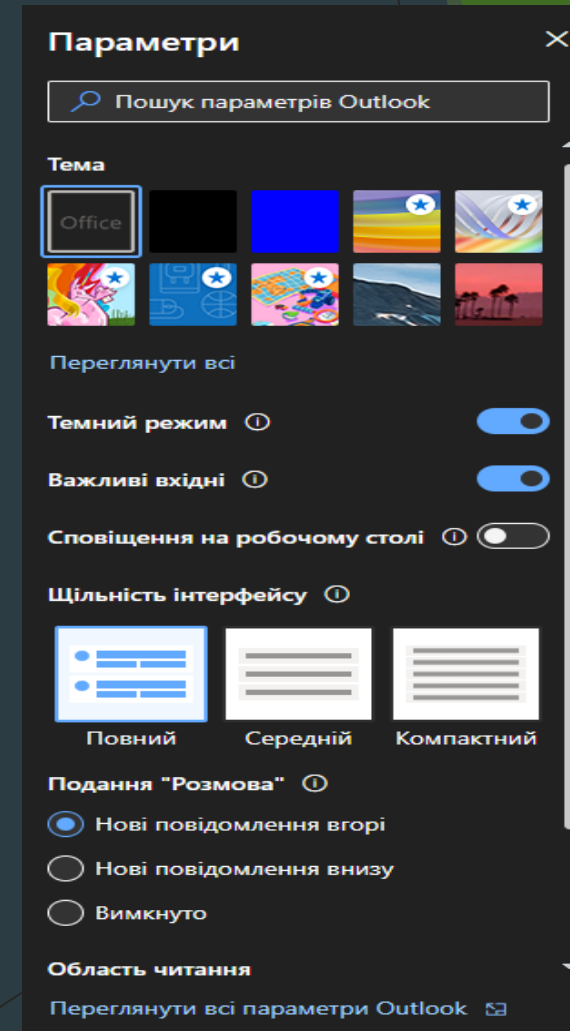 Параметри
Пошук параметрів Outlook
Тема
Office
Переглянути всі
Темний режим
Важливі вхідні
Сповіщення на робочому столі
Щільність інтерфейсу
Повний Середній Компактний
Подання "Розмова"
Нові повідомлення вгорі
Нові повідомлення внизу
Вимкнуто
Область читання
Переглянути всі параметри Outlook